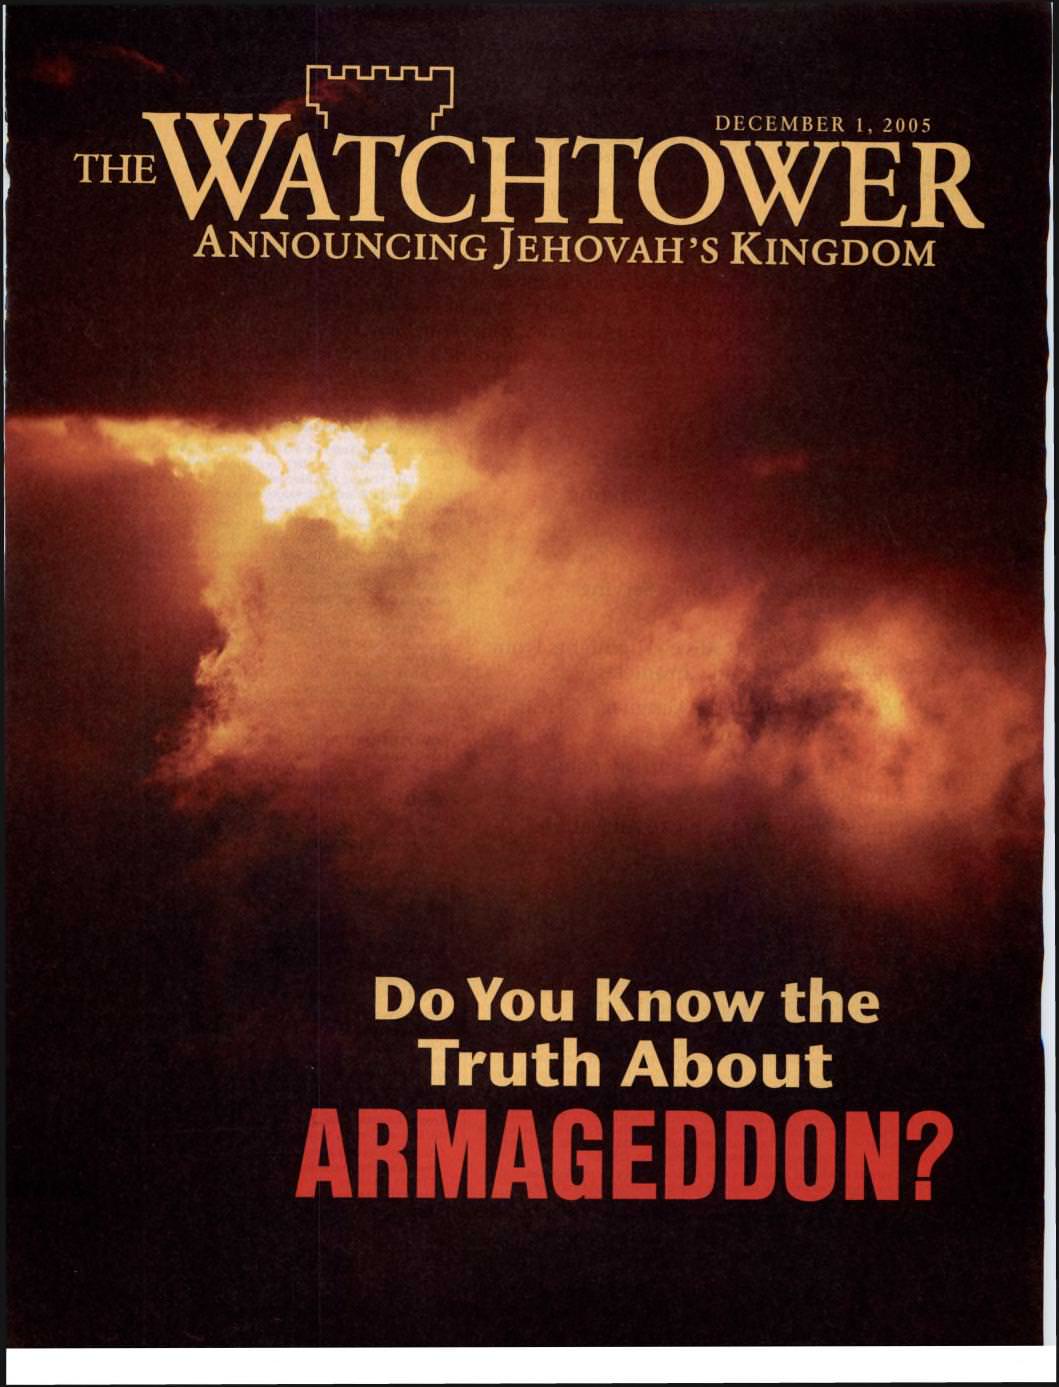 DECEMBER 1, 2005
THE WATCHTOWER
ANNOUNCING JEHOVAH'S KINGDOM
Do You Know the
Truth About
ARMAGEDDON?